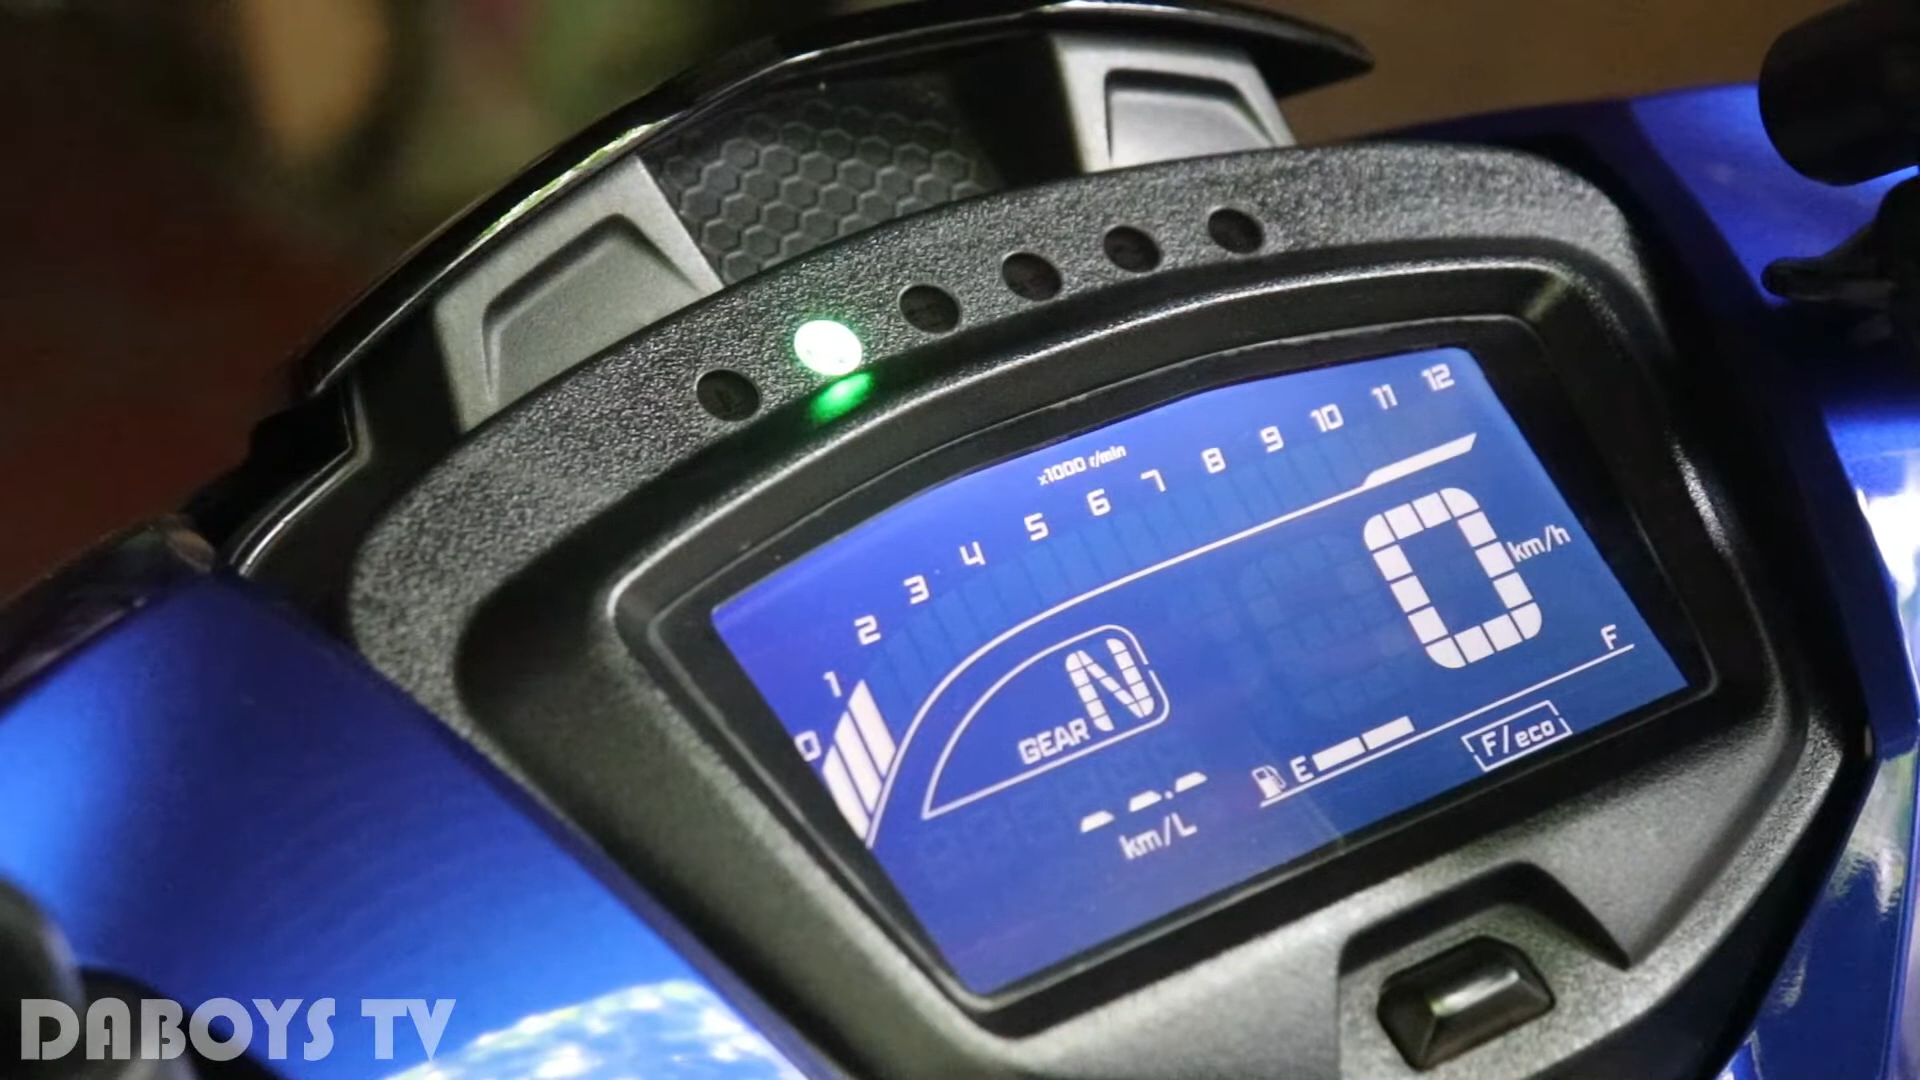 x1000 r/min
0 1 2 3 4 5 6 7 8 9 10 11 12
0 km/h
GEAR N
E F
F/eco
--.- km/L
DABOYS TV